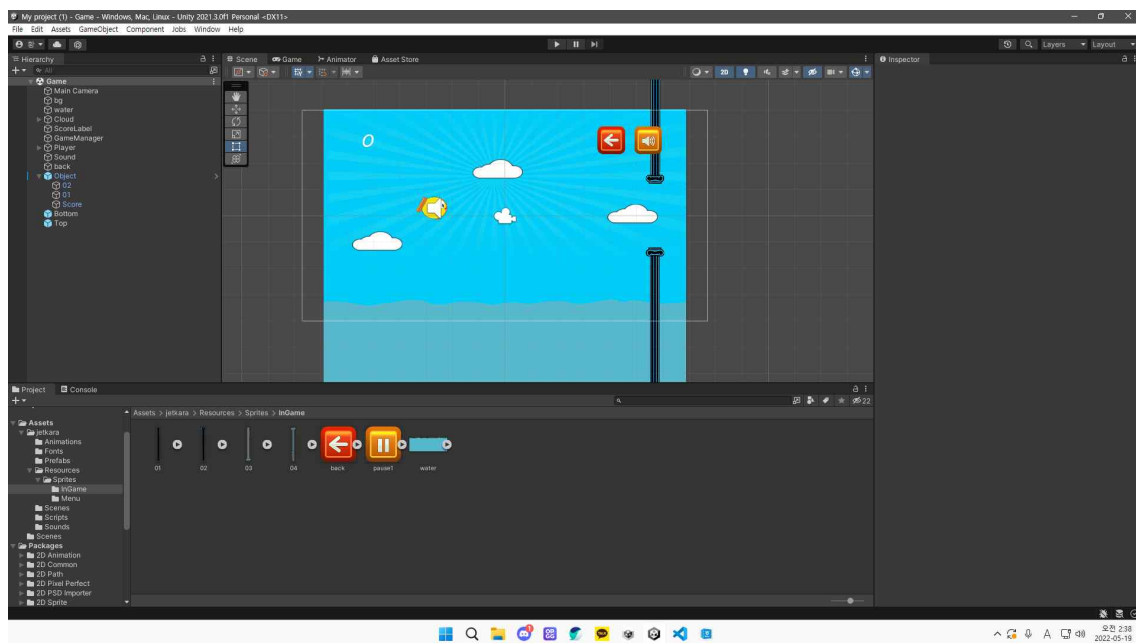 My project (1) - Game - Windows, Mac, Linux - Unity 2021.3.0f1 Personal <DX11>
File Edit Assets GameObject Component Jobs Window Help
Layers Layout
Hierarchy
Scene Game Animator Asset Store
Inspector
All
2D
Game
Main Camera
bg
water
Cloud
ScoreLabel
GameManager
Player
Sound
back
Object
02
01
Score
Bottom
Top
0
Project Console
22
Assets > jetkara > Resources > Sprites > InGame
Assets
jetkara
Animations
Fonts
Prefabs
Resources
Sprites
InGame
Menu
Scenes
Scripts
Sounds
Scenes
Packages
2D Animation
2D Common
2D Path
2D Pixel Perfect
2D PSD Importer
2D Sprite
01 02 03 04 back pause1 water
A
오전 2:38
2022-05-19